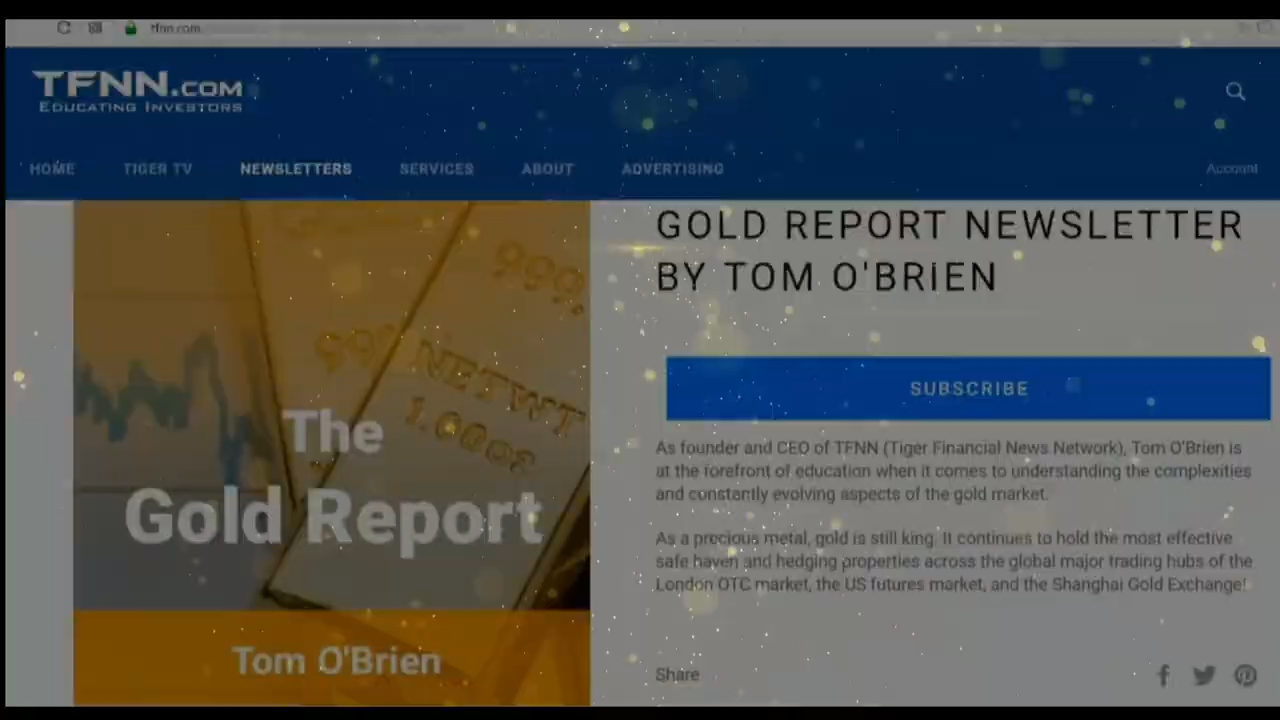 tfnn.com
TFNN.COM
EDUCATING INVESTORS
HOME TIGER TV NEWSLETTERS SERVICES ABOUT ADVERTISING Account
GOLD REPORT NEWSLETTER
BY TOM O'BRIEN
SUBSCRIBE
As founder and CEO of TFNN (Tiger Financial News Network), Tom O'Brien is
at the forefront of education when it comes to understanding the complexities
and constantly evolving aspects of the gold market.
As a precious metal, gold is still king. It continues to hold the most effective
safe haven and hedging properties across the global major trading hubs of the
London OTC market, the US futures market, and the Shanghai Gold Exchange!
Share
999,
NET WT
1.00OZ
The
Gold Report
Tom O'Brien